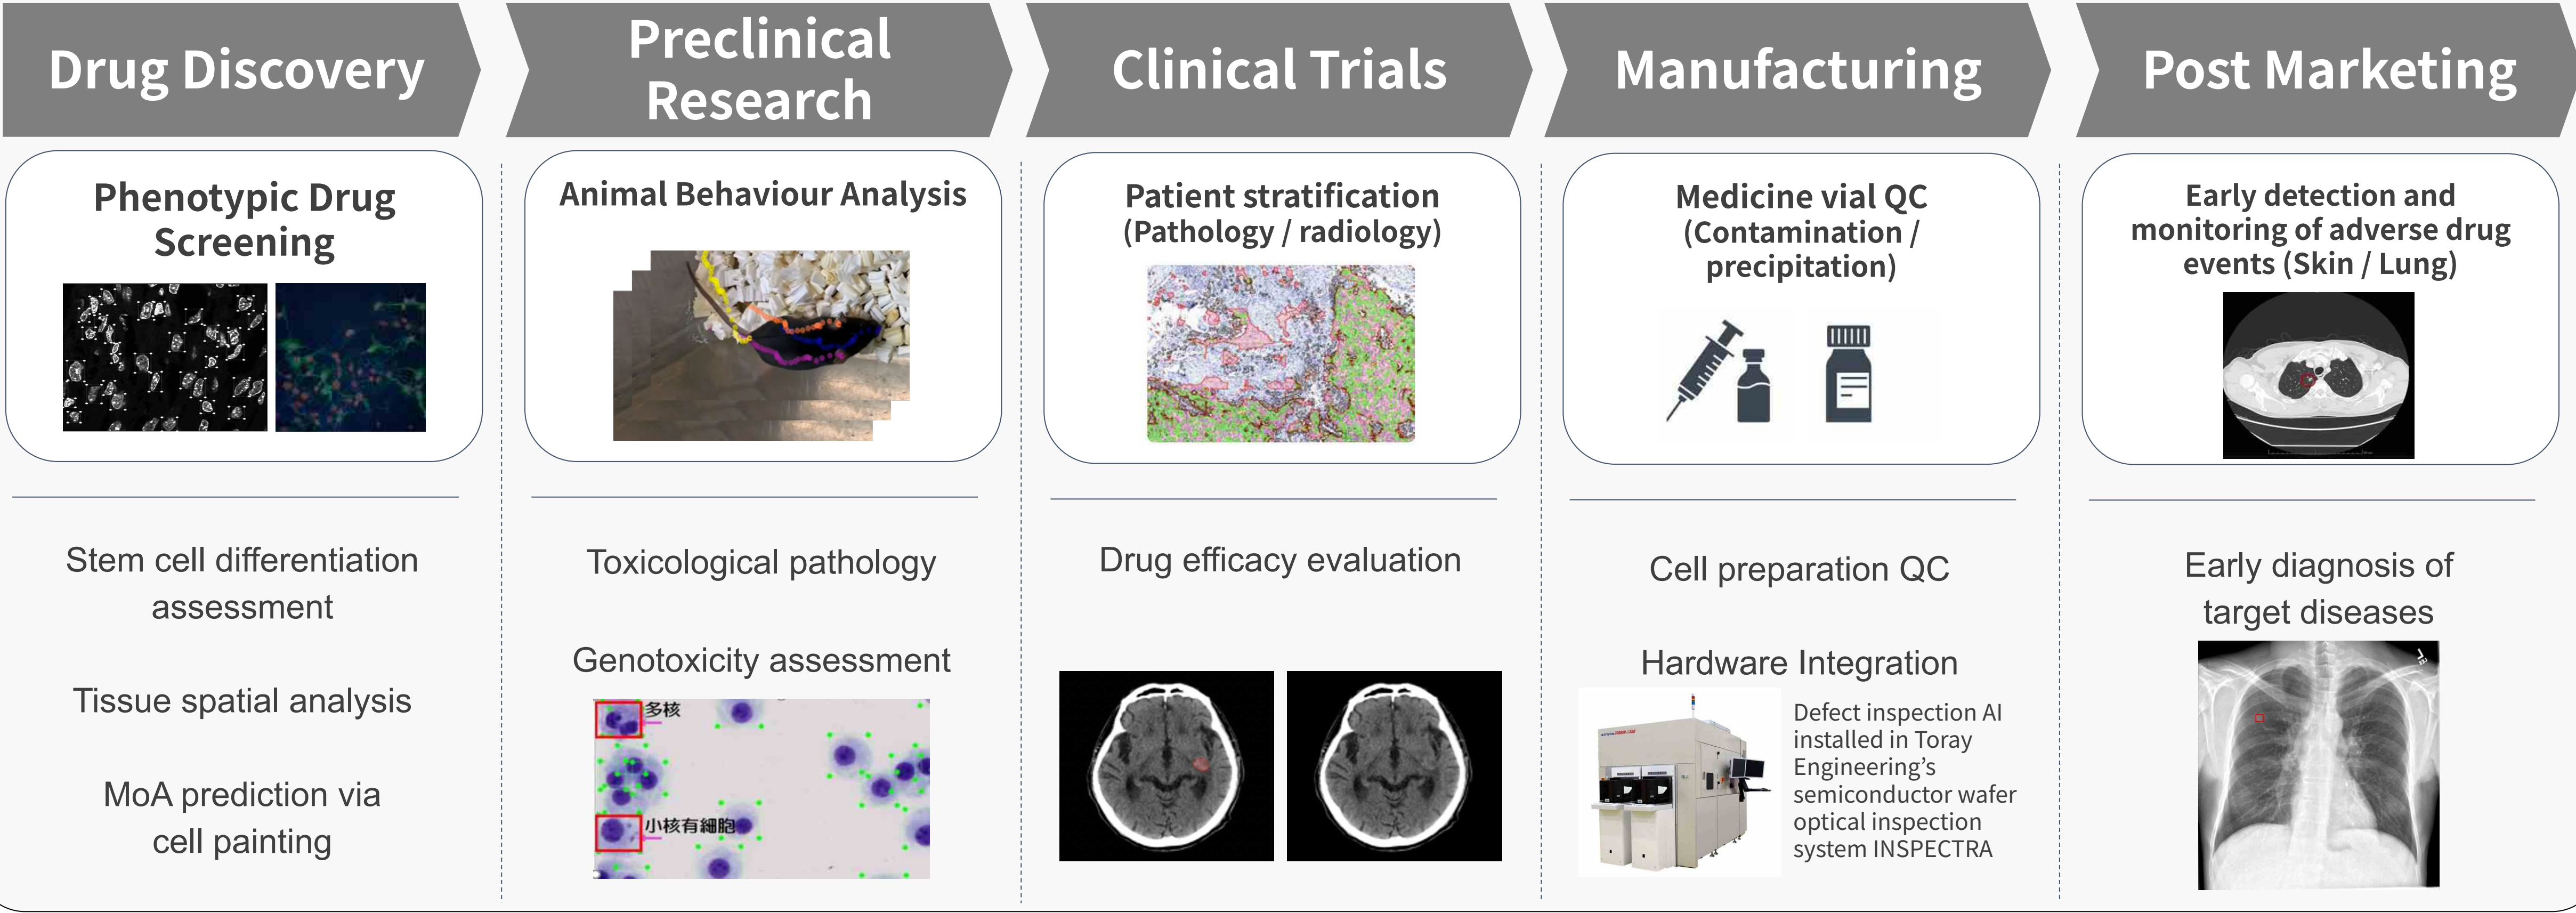 Drug Discovery
Preclinical
Research
Clinical Trials
Manufacturing
Post Marketing
Phenotypic Drug
Screening
Animal Behaviour Analysis
Patient stratification
(Pathology / radiology)
Medicine vial QC
(Contamination /
precipitation)
Early detection and
monitoring of adverse drug
events (Skin / Lung)
Stem cell differentiation
assessment
Tissue spatial analysis
MoA prediction via
cell painting
Toxicological pathology
Genotoxicity assessment
多核
小核有細胞
Drug efficacy evaluation
Cell preparation QC
Hardware Integration
Defect inspection AI
installed in Toray
Engineering’s
semiconductor wafer
optical inspection
system INSPECTRA
Early diagnosis of
target diseases